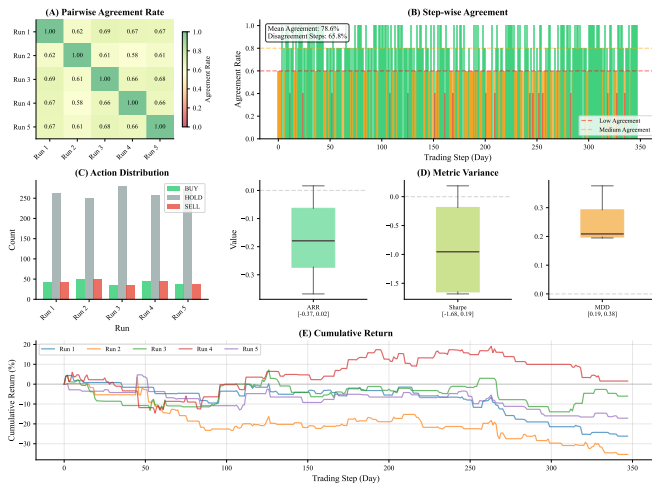 (A) Pairwise Agreement Rate
Run 1
Run 2
Run 3
Run 4
Run 5
1.00 0.62 0.69 0.67 0.67
0.62 1.00 0.61 0.58 0.61
0.69 0.61 1.00 0.66 0.68
0.67 0.58 0.66 1.00 0.66
0.67 0.61 0.68 0.66 1.00
Run 1 Run 2 Run 3 Run 4 Run 5
1.0
0.8
0.6
0.4
0.2
0.0
Agreement Rate
(B) Step-wise Agreement
Mean Agreement: 78.6%
Disagreement Steps: 65.8%
Agreement Rate
1.0
0.8
0.6
0.4
0.2
0.0
0 50 100 150 200 250 300 350
Trading Step (Day)
Low Agreement
Medium Agreement
(C) Action Distribution
Count
250
200
150
100
50
0
BUY
HOLD
SELL
Run 1 Run 2 Run 3 Run 4 Run 5
Run
(D) Metric Variance
Value
0.0
−0.1
−0.2
−0.3
ARR
[-0.37, 0.02]
0.0
−0.5
−1.0
−1.5
Sharpe
[-1.68, 0.19]
0.3
0.2
0.1
0.0
MDD
[0.19, 0.38]
(E) Cumulative Return
Cumulative Return (%)
20
10
0
−10
−20
−30
Run 1 Run 2 Run 3 Run 4 Run 5
0 50 100 150 200 250 300 350
Trading Step (Day)